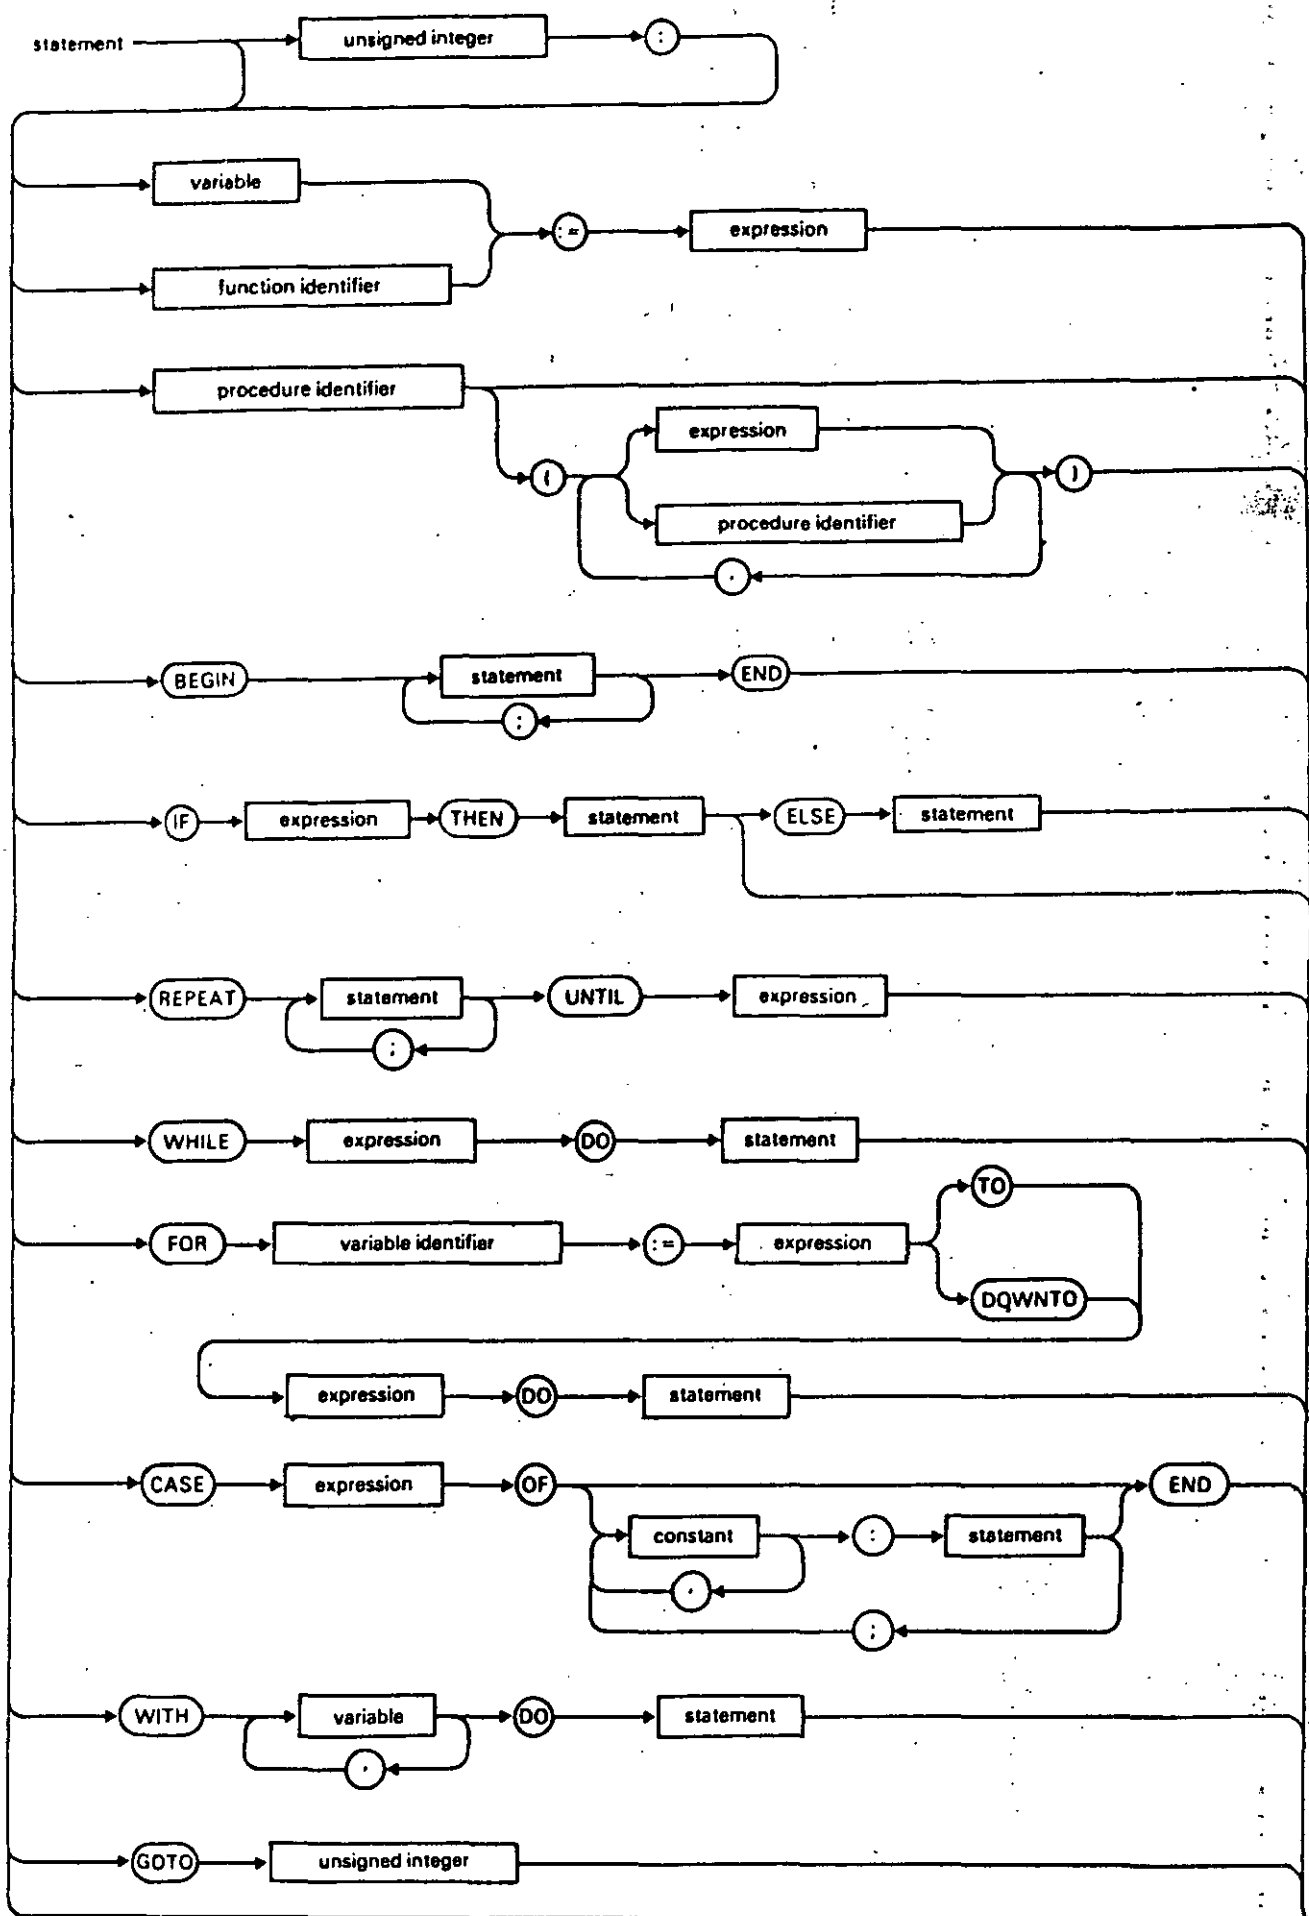 statement unsigned integer :
variable
:= expression
function identifier
procedure identifier
expression
( )
procedure identifier
,
BEGIN statement END
;
IF expression THEN statement ELSE statement
REPEAT statement UNTIL expression
;
WHILE expression DO statement
TO
FOR variable identifier := expression
DOWNTO
expression DO statement
CASE expression OF END
constant : statement
,
;
WITH variable DO statement
,
GOTO unsigned integer